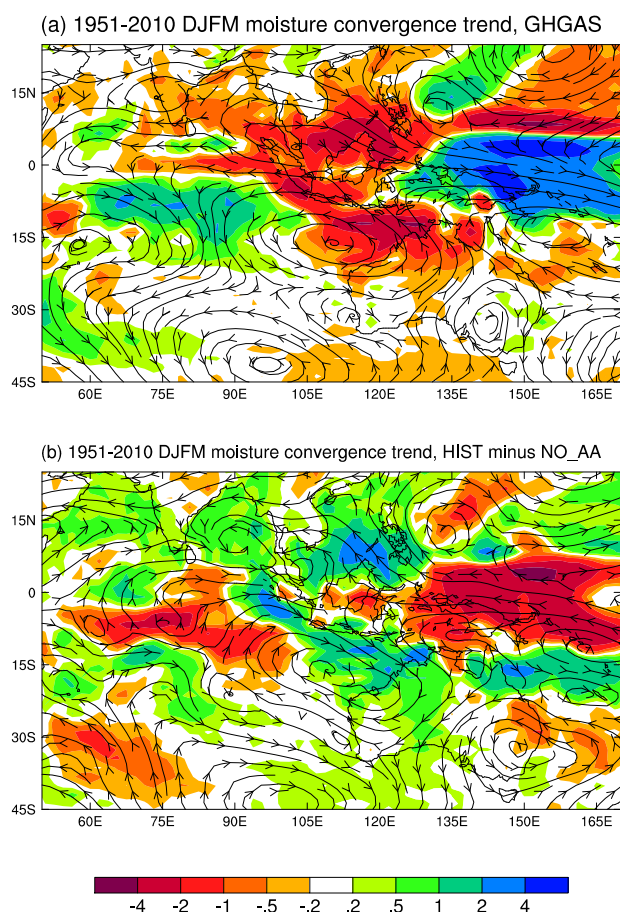 (a) 1951-2010 DJFM moisture convergence trend, GHGAS
15N
0
15S
30S
45S
60E 75E 90E 105E 120E 135E 150E 165E
(b) 1951-2010 DJFM moisture convergence trend, HIST minus NO_AA
15N
0
15S
30S
45S
60E 75E 90E 105E 120E 135E 150E 165E
-4 -2 -1 -.5 .2 .5 1 2 4